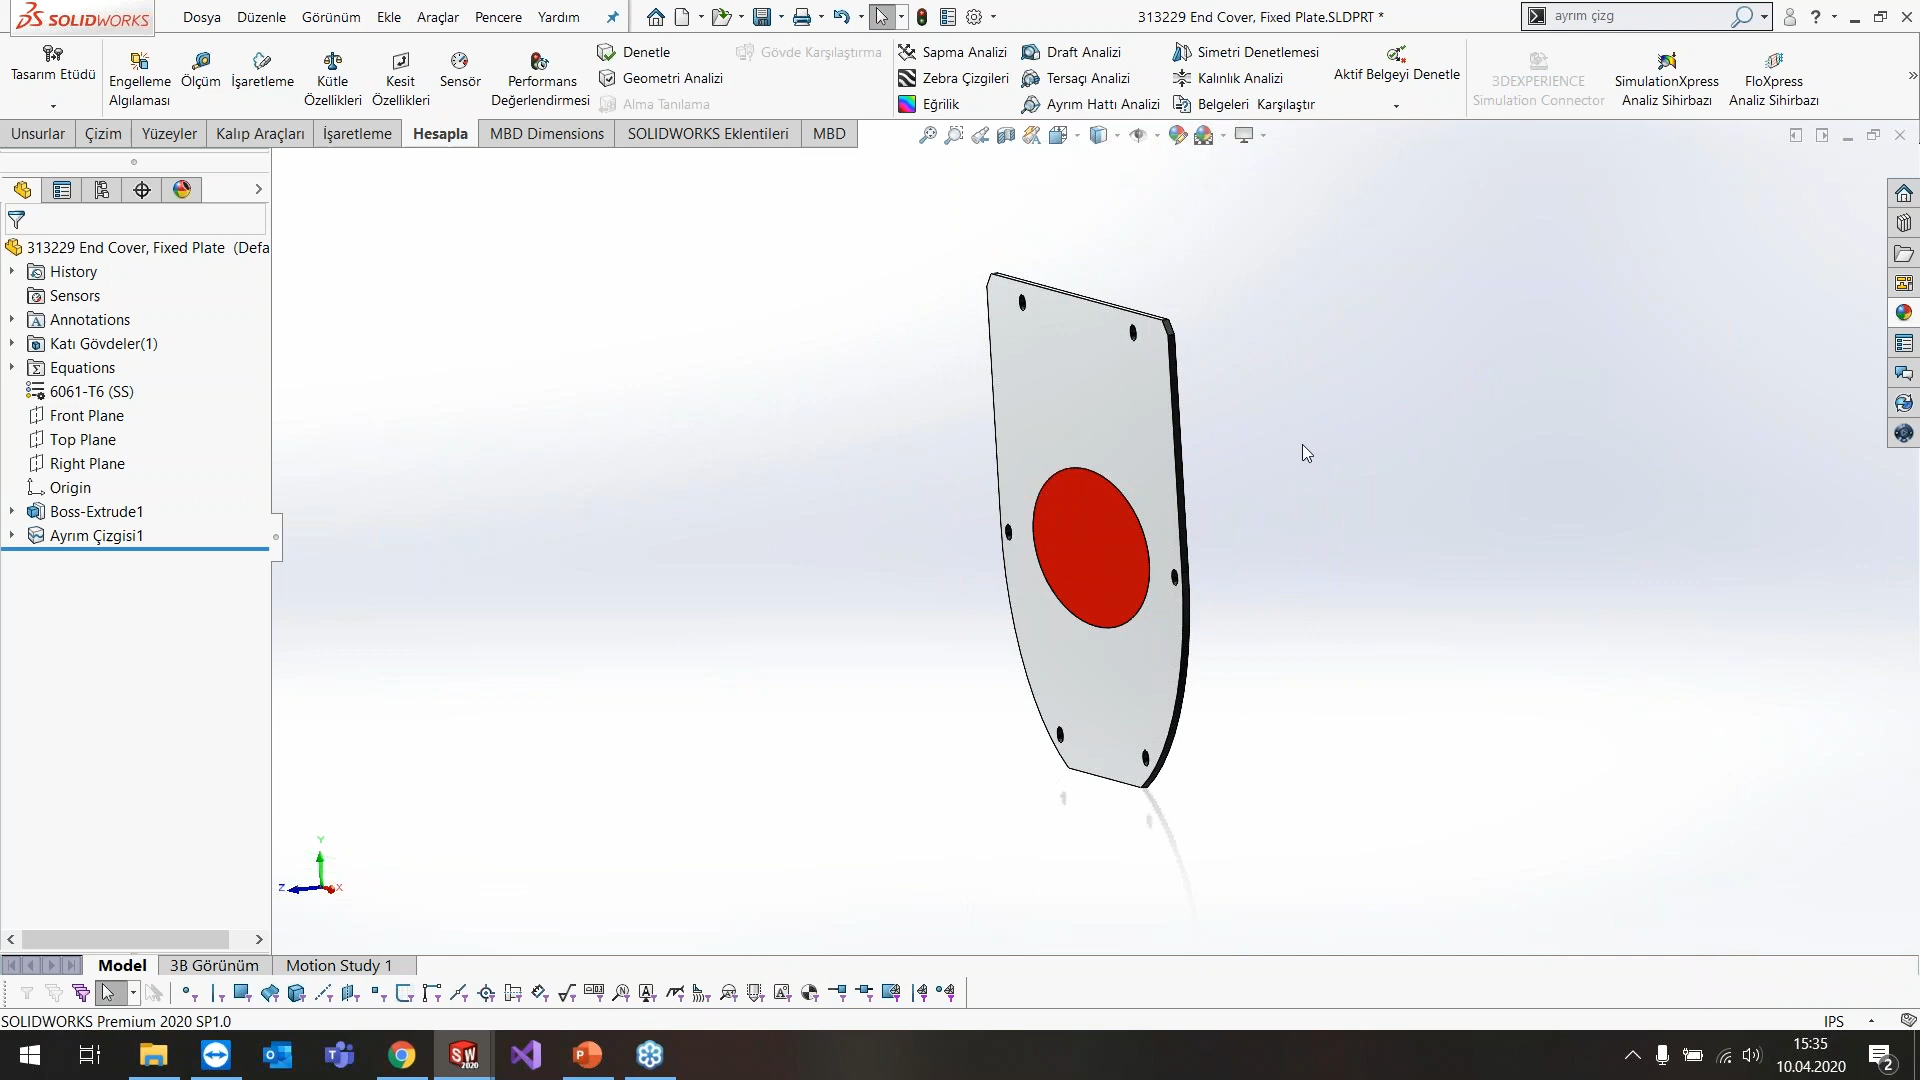 SOLIDWORKS
Dosya Düzenle Görünüm Ekle Araçlar Pencere Yardım
313229 End Cover, Fixed Plate.SLDPRT *
ayrım çizg
Tasarım Etüdü
Engelleme Algılaması
Ölçüm
İşaretleme
Kütle Özellikleri
Kesit Özellikleri
Sensör
Performans Değerlendirmesi
Denetle
Geometri Analizi
Alma Tanılama
Gövde Karşılaştırma
Sapma Analizi
Zebra Çizgileri
Eğrilik
Draft Analizi
Tersaçı Analizi
Ayrım Hattı Analizi
Simetri Denetlemesi
Kalınlık Analizi
Belgeleri Karşılaştır
Aktif Belgeyi Denetle
3DEXPERIENCE
Simulation Connector
SimulationXpress
Analiz Sihirbazı
FloXpress
Analiz Sihirbazı
Unsurlar Çizim Yüzeyler Kalıp Araçları İşaretleme Hesapla MBD Dimensions SOLIDWORKS Eklentileri MBD
313229 End Cover, Fixed Plate (Defa
History
Sensors
Annotations
Katı Gövdeler(1)
Equations
6061-T6 (SS)
Front Plane
Top Plane
Right Plane
Origin
Boss-Extrude1
Ayrım Çizgisi1
Y
Z
X
Model 3B Görünüm Motion Study 1
SOLIDWORKS Premium 2020 SP1.0
IPS
15:35
10.04.2020
2